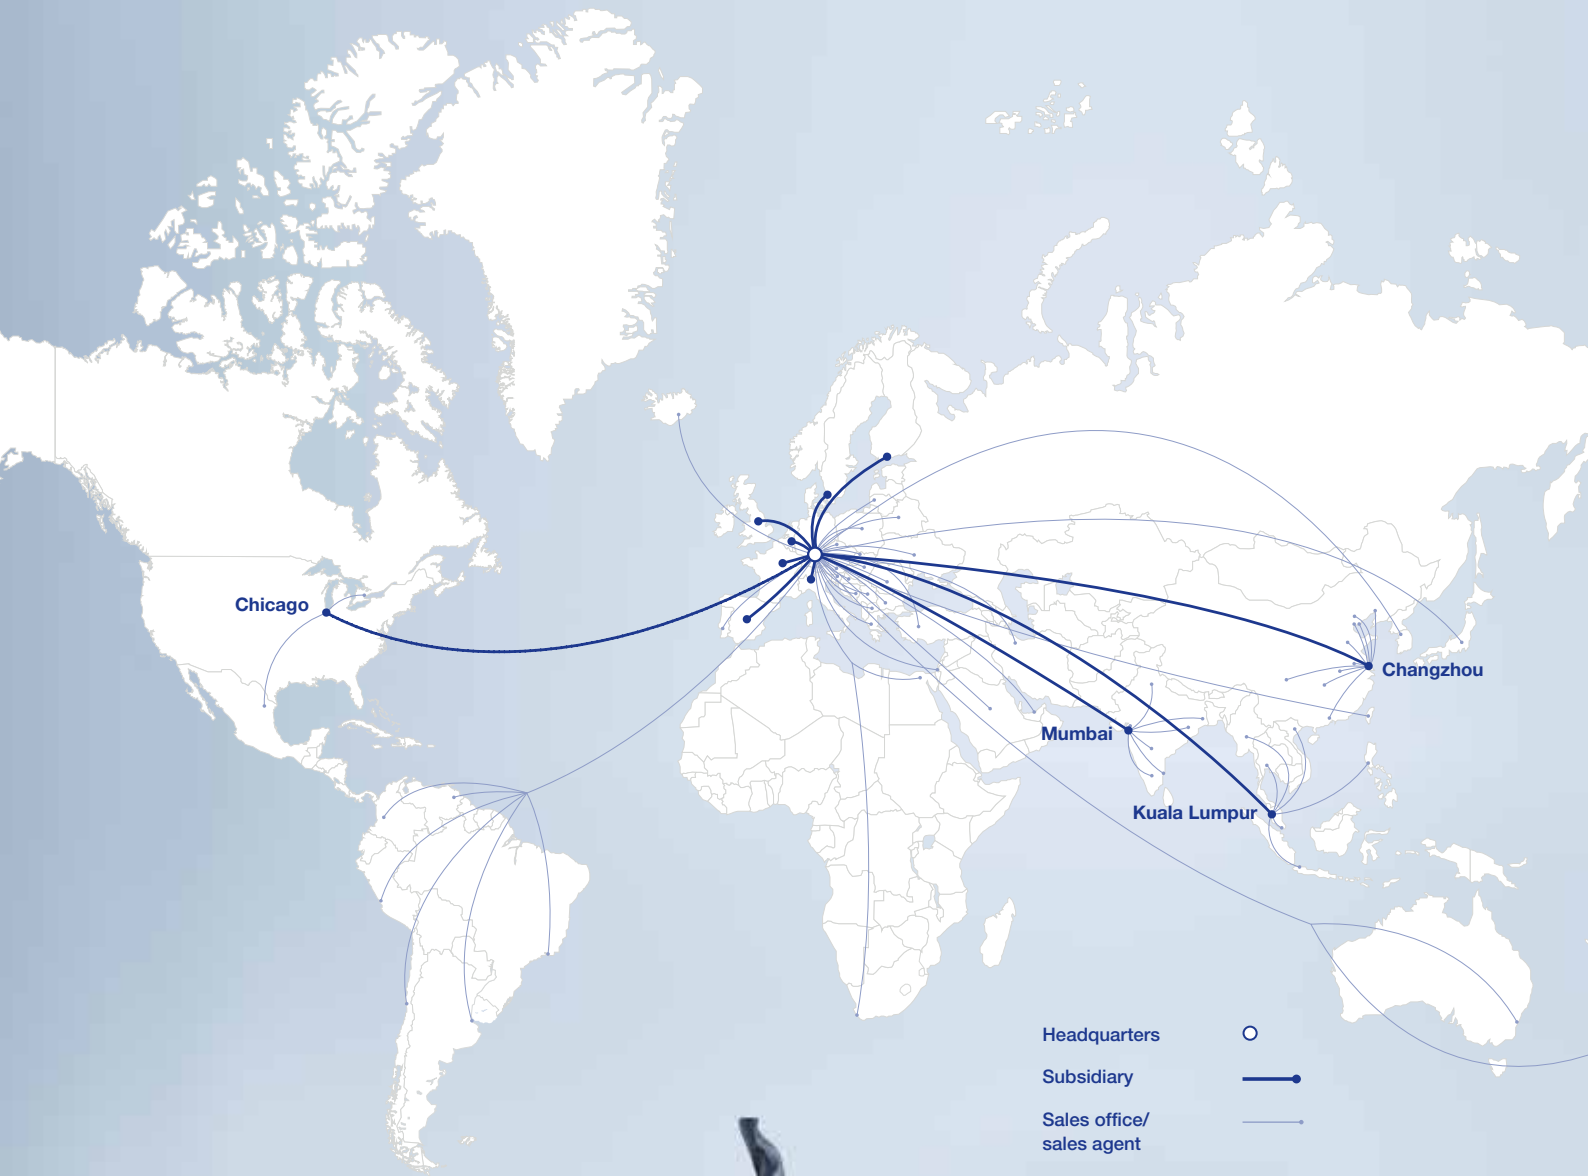 Chicago
Changzhou
Mumbai
Kuala Lumpur
Headquarters
Subsidiary
Sales office/
sales agent